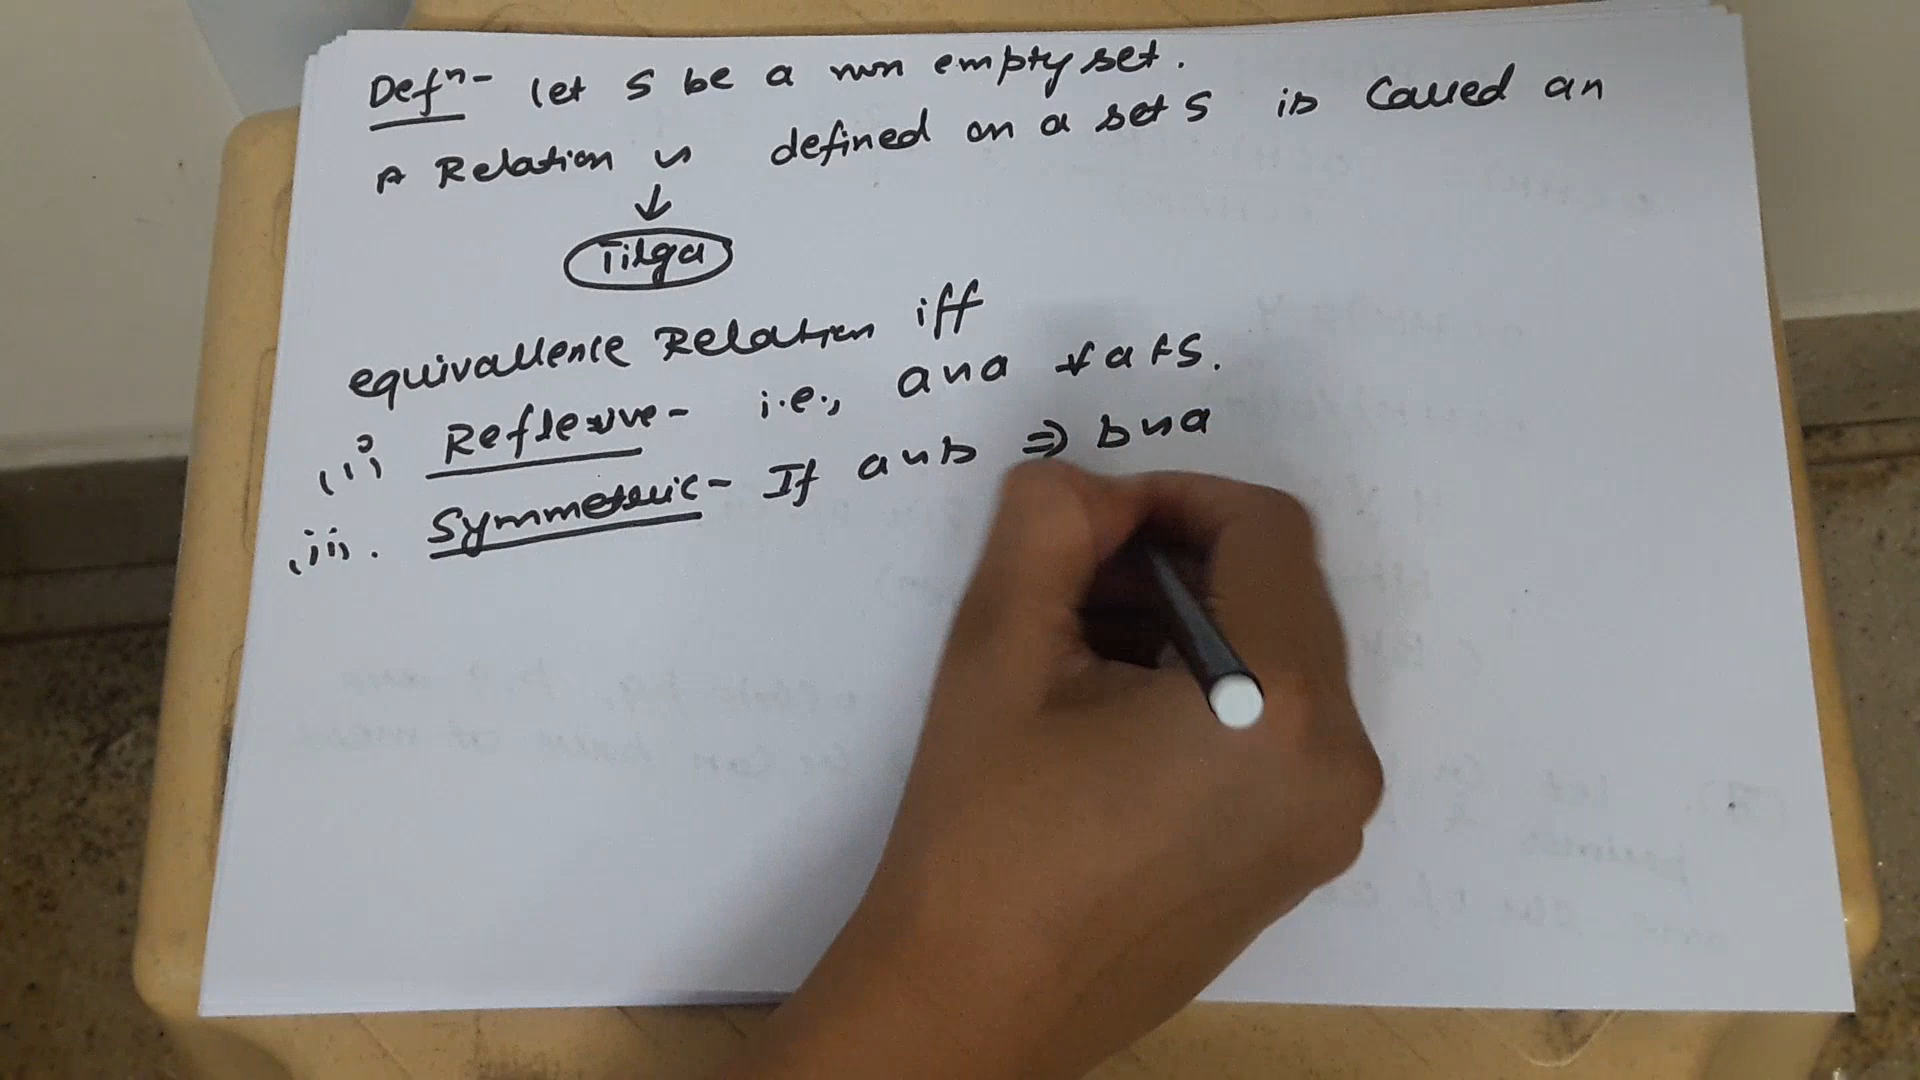 Defn- let S be a non empty set.
A Relation ~ defined on a set S is called an
↓
Tilga
equivallence Relation iff
(i) Reflexive- i.e., a~a ∀ a ∈ S.
(ii). Symmetric- If a~b ⇒ b~a